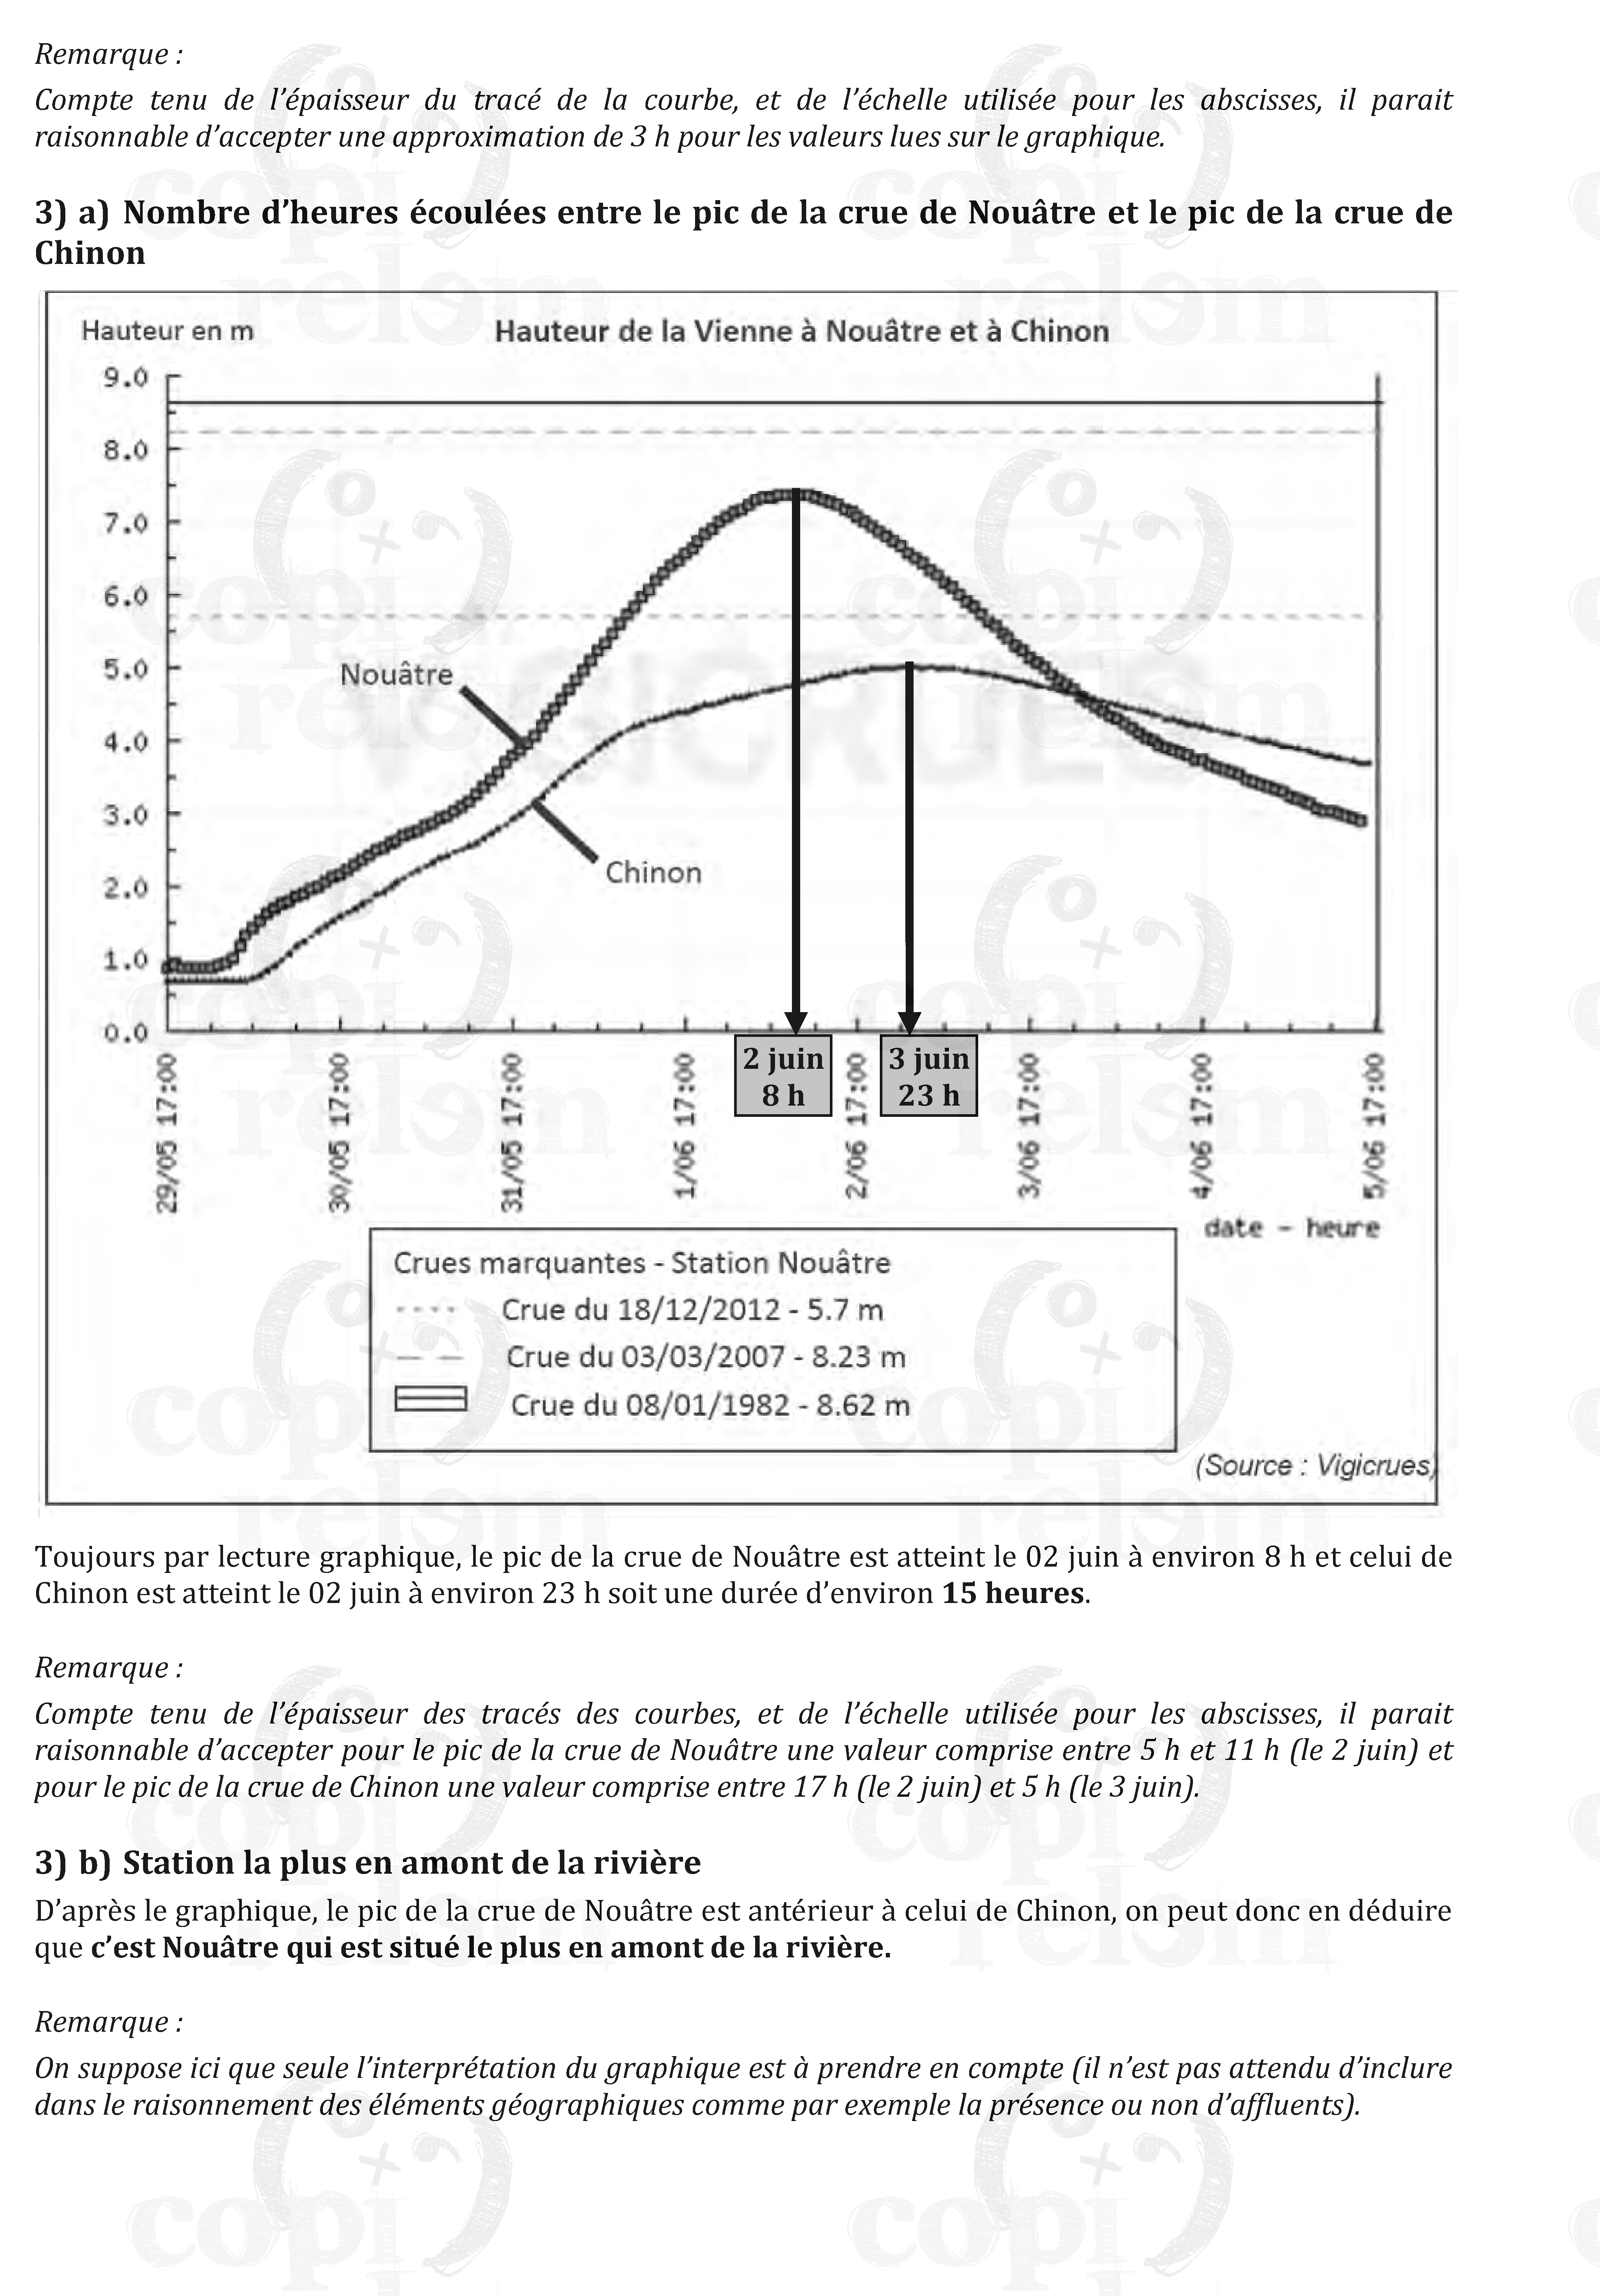 Remarque :
Compte tenu de l’épaisseur du tracé de la courbe, et de l’échelle utilisée pour les abscisses, il parait
raisonnable d’accepter une approximation de 3 h pour les valeurs lues sur le graphique.
3) a) Nombre d’heures écoulées entre le pic de la crue de Nouâtre et le pic de la crue de
Chinon
Hauteur en m
Hauteur de la Vienne à Nouâtre et à Chinon
9.0
8.0
7.0
6.0
5.0
4.0
3.0
2.0
1.0
0.0
Nouâtre
Chinon
VIGICRUES
2 juin
8 h
3 juin
23 h
29/05 17:00
30/05 17:00
31/05 17:00
1/06 17:00
2/06 17:00
3/06 17:00
4/06 17:00
5/06 17:00
date - heure
Crues marquantes - Station Nouâtre
Crue du 18/12/2012 - 5.7 m
Crue du 03/03/2007 - 8.23 m
Crue du 08/01/1982 - 8.62 m
(Source : Vigicrues)
Toujours par lecture graphique, le pic de la crue de Nouâtre est atteint le 02 juin à environ 8 h et celui de
Chinon est atteint le 02 juin à environ 23 h soit une durée d’environ 15 heures.
Remarque :
Compte tenu de l’épaisseur des tracés des courbes, et de l’échelle utilisée pour les abscisses, il parait
raisonnable d’accepter pour le pic de la crue de Nouâtre une valeur comprise entre 5 h et 11 h (le 2 juin) et
pour le pic de la crue de Chinon une valeur comprise entre 17 h (le 2 juin) et 5 h (le 3 juin).
3) b) Station la plus en amont de la rivière
D’après le graphique, le pic de la crue de Nouâtre est antérieur à celui de Chinon, on peut donc en déduire
que c’est Nouâtre qui est situé le plus en amont de la rivière.
Remarque :
On suppose ici que seule l’interprétation du graphique est à prendre en compte (il n’est pas attendu d’inclure
dans le raisonnement des éléments géographiques comme par exemple la présence ou non d’affluents).
copi
relem